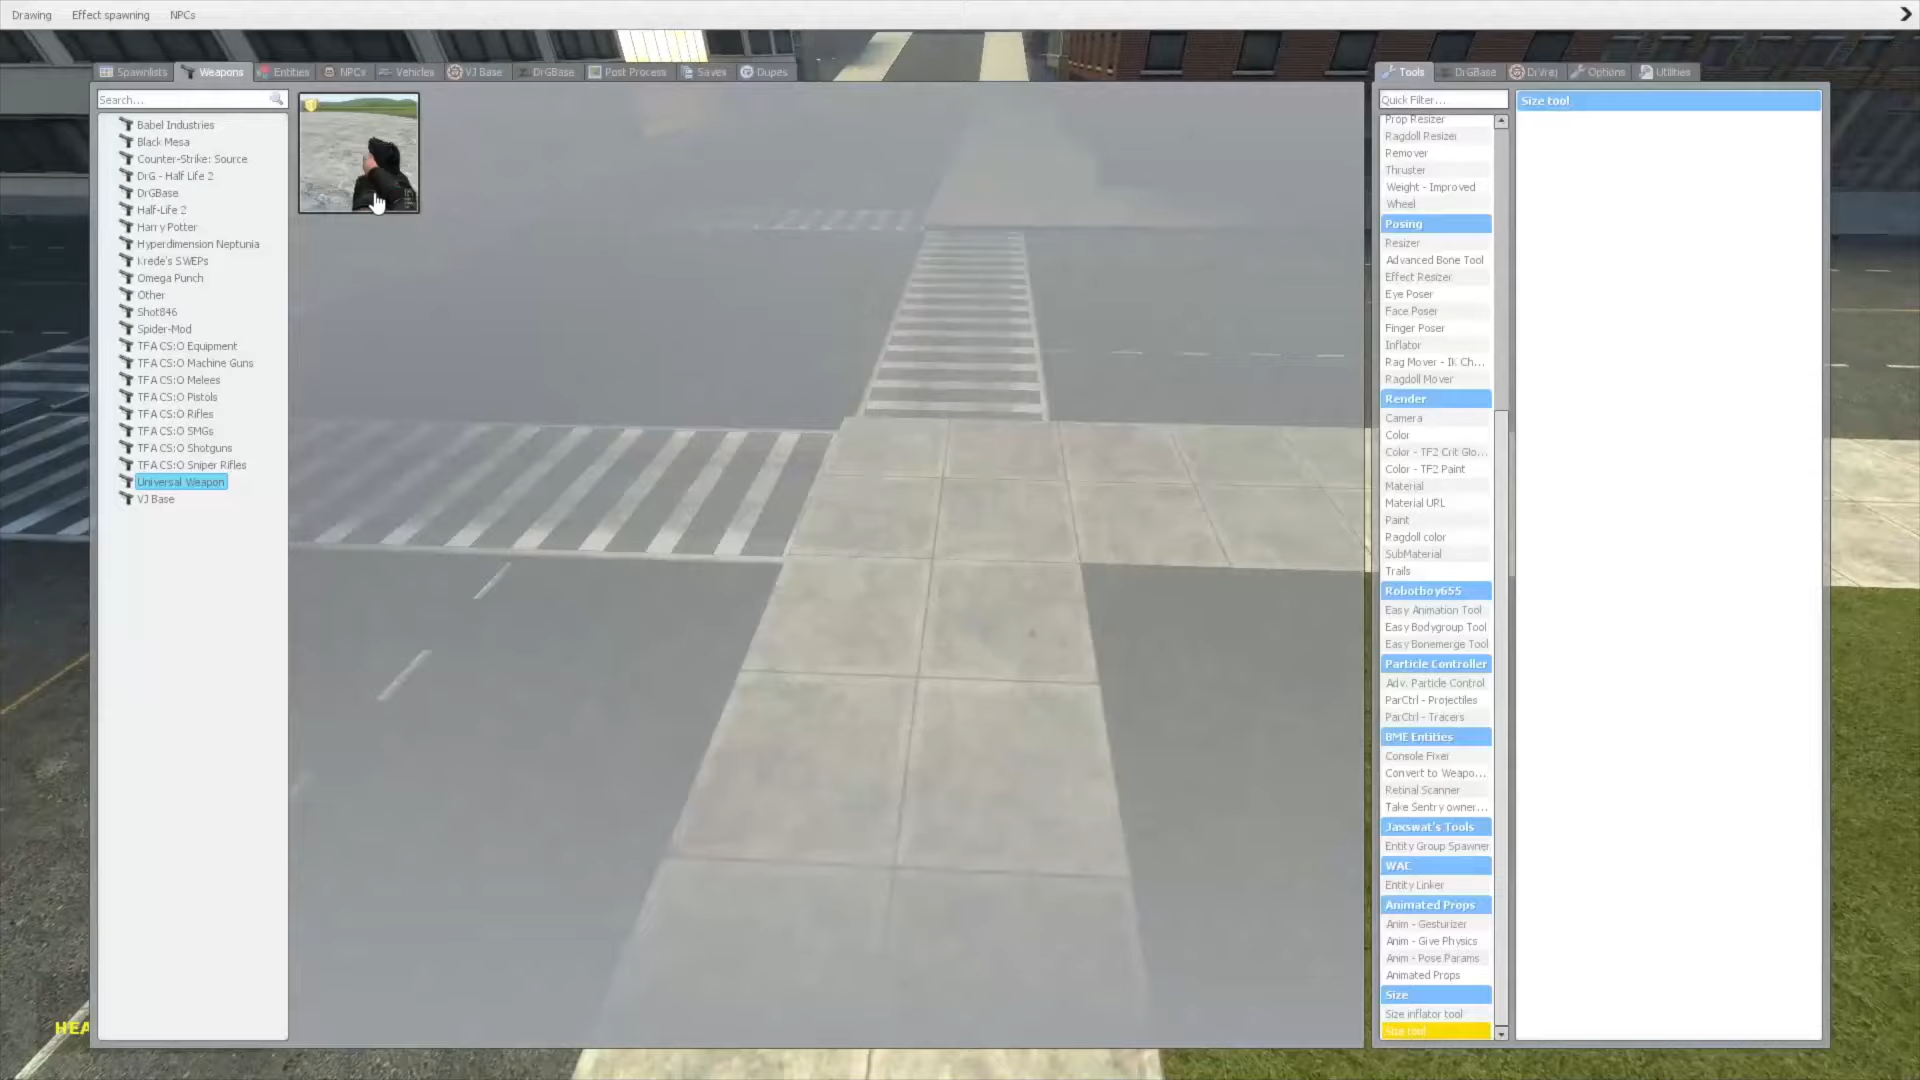 Drawing Effect spawning NPCs
Spawnlists Weapons Entities NPCs Vehicles VJ Base DrGBase Post Process Saves Dupes
Search...
Babel Industries
Black Mesa
Counter-Strike: Source
DrG - Half Life 2
DrGBase
Half-Life 2
Harry Potter
Hyperdimension Neptunia
Krede's SWEPs
Omega Punch
Other
Shot846
Spider-Mod
TFA CS:O Equipment
TFA CS:O Machine Guns
TFA CS:O Melees
TFA CS:O Pistols
TFA CS:O Rifles
TFA CS:O SMGs
TFA CS:O Shotguns
TFA CS:O Sniper Rifles
Universal Weapon
VJ Base
HEA
Tools DrGBase DrVrej Options Utilities
Quick Filter...
Prop Resizer
Ragdoll Resizer
Remover
Thruster
Weight - Improved
Wheel
Posing
Resizer
Advanced Bone Tool
Effect Resizer
Eye Poser
Face Poser
Finger Poser
Inflator
Rag Mover - IK Ch...
Ragdoll Mover
Render
Camera
Color
Color - TF2 Crit Glo...
Color - TF2 Paint
Material
Material URL
Paint
Ragdoll color
SubMaterial
Trails
Robotboy655
Easy Animation Tool
Easy Bodygroup Tool
Easy Bonemerge Tool
Particle Controller
Adv. Particle Control
ParCtrl - Projectiles
ParCtrl - Tracers
BME Entities
Console Fixer
Convert to Weapo...
Retinal Scanner
Take Sentry owner...
Jaxswat's Tools
Entity Group Spawner
WAC
Entity Linker
Animated Props
Anim - Gesturizer
Anim - Give Physics
Anim - Pose Params
Animated Props
Size
Size inflator tool
Size tool
Size tool